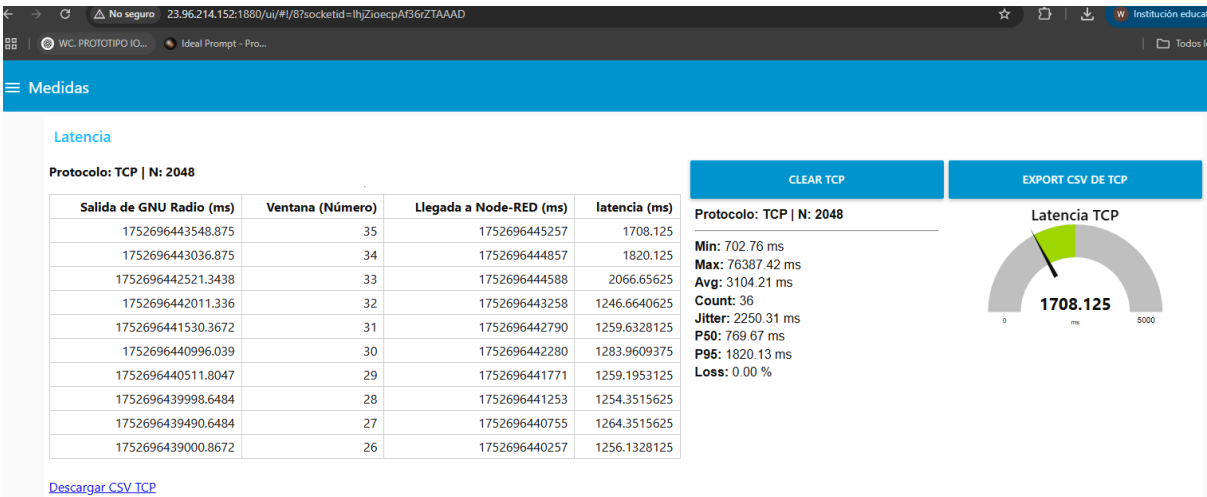 No seguro 23.96.214.152:1880/ui/#!/8?socketid=IhjZioecpAf36rZTAAAD
W Institución educa
WC. PROTOTIPO IO... Ideal Prompt - Pro... Todos l
Medidas
Latencia
Protocolo: TCP | N: 2048
Salida de GNU Radio (ms) Ventana (Número) Llegada a Node-RED (ms) latencia (ms)
1752696443548.875 35 1752696445257 1708.125
1752696443036.875 34 1752696444857 1820.125
1752696442521.3438 33 1752696444588 2066.65625
1752696442011.336 32 1752696443258 1246.6640625
1752696441530.3672 31 1752696442790 1259.6328125
1752696440996.039 30 1752696442280 1283.9609375
1752696440511.8047 29 1752696441771 1259.1953125
1752696439998.6484 28 1752696441253 1254.3515625
1752696439490.6484 27 1752696440755 1264.3515625
1752696439000.8672 26 1752696440257 1256.1328125
Descargar CSV TCP
CLEAR TCP
Protocolo: TCP | N: 2048
Min: 702.76 ms
Max: 76387.42 ms
Avg: 3104.21 ms
Count: 36
Jitter: 2250.31 ms
P50: 769.67 ms
P95: 1820.13 ms
Loss: 0.00 %
EXPORT CSV DE TCP
Latencia TCP
1708.125
0 ms 5000